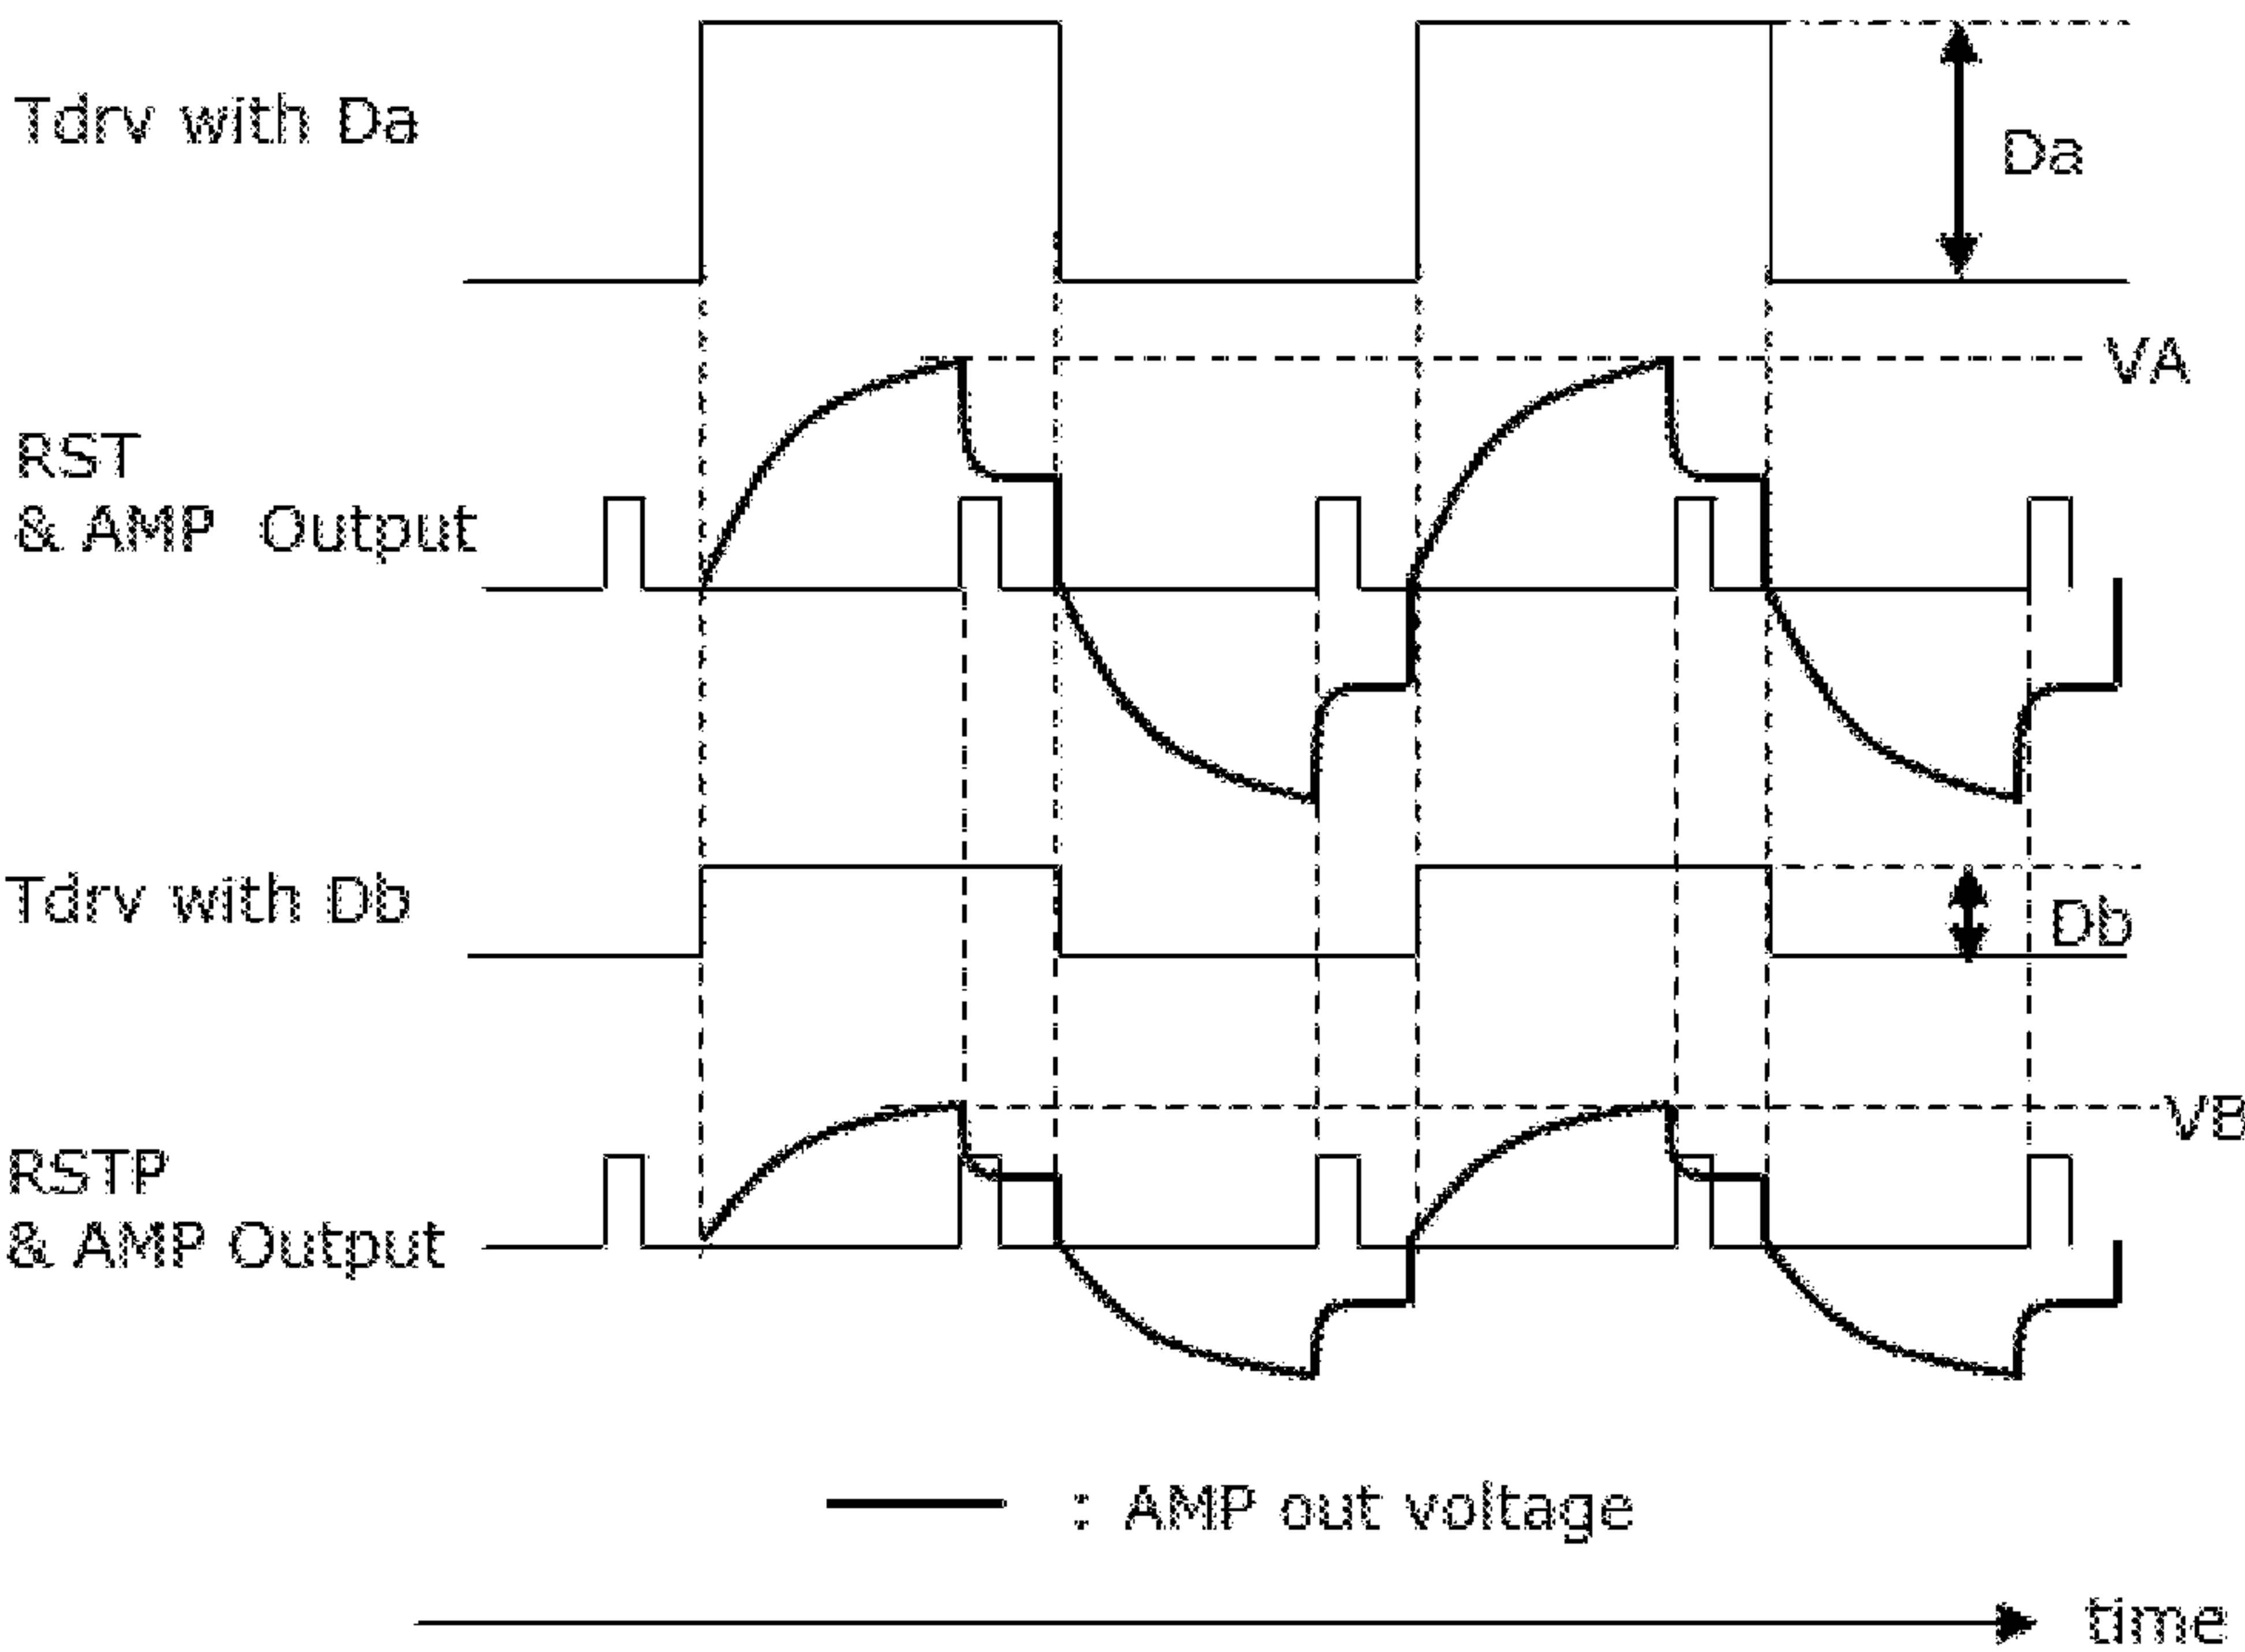 Tdrv with Da
Da
VA
RST
& AMP Output
Tdrv with Db
Db
VB
RSTP
& AMP Output
: AMP out voltage
time